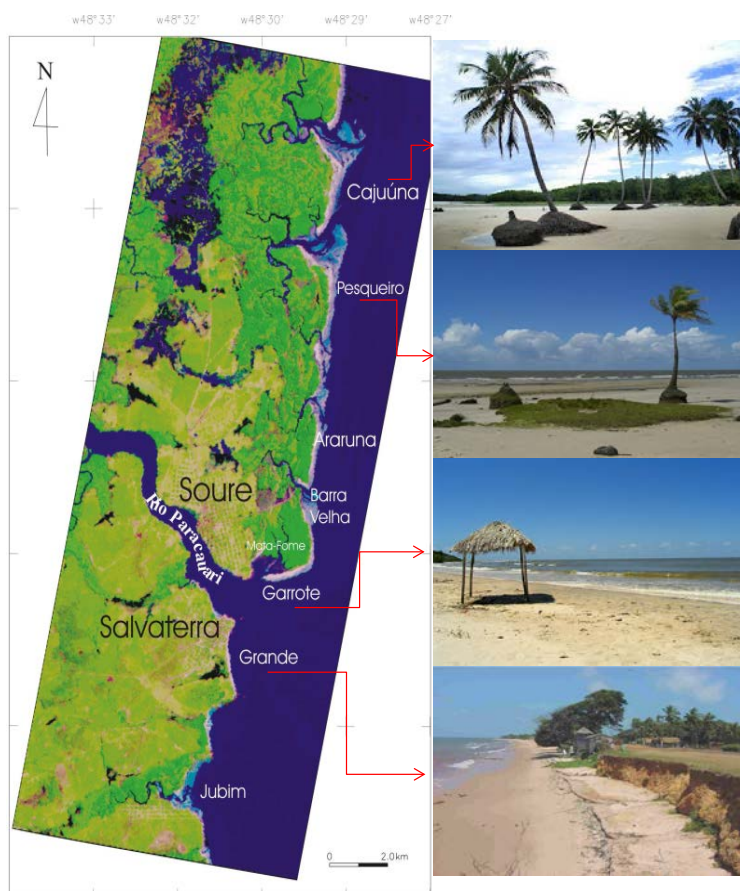 w48°33' w48°32' w48°30' w48°29' w48°27'
N
Cajuúna
Pesqueiro
Araruna
Soure
Barra
Velha
Rio Paracauari
Mata-Fome
Garrote
Salvaterra
Grande
Jubim
0 2.0km